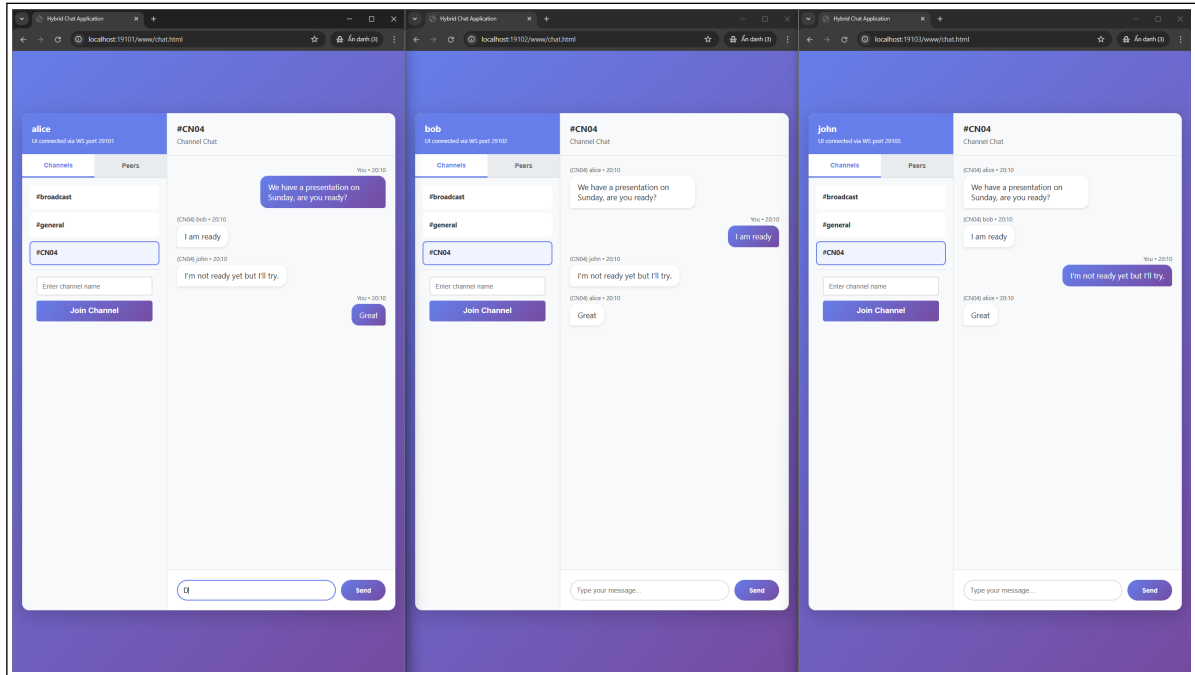 Hybrid Chat Application
localhost:19101/www/chat.html
Ẩn danh (3)
alice
UI connected via WS port 29101
Channels
Peers
#broadcast
#general
#CN04
Enter channel name
Join Channel
#CN04
Channel Chat
You • 20:10
We have a presentation on
Sunday, are you ready?
(CN04) bob • 20:10
I am ready
(CN04) john • 20:10
I'm not ready yet but I'll try.
You • 20:10
Great
D
Send
Hybrid Chat Application
localhost:19102/www/chat.html
Ẩn danh (3)
bob
UI connected via WS port 29102
Channels
Peers
#broadcast
#general
#CN04
Enter channel name
Join Channel
#CN04
Channel Chat
(CN04) alice • 20:10
We have a presentation on
Sunday, are you ready?
You • 20:10
I am ready
(CN04) john • 20:10
I'm not ready yet but I'll try.
(CN04) alice • 20:10
Great
Type your message...
Send
Hybrid Chat Application
localhost:19103/www/chat.html
Ẩn danh (3)
john
UI connected via WS port 29103
Channels
Peers
#broadcast
#general
#CN04
Enter channel name
Join Channel
#CN04
Channel Chat
(CN04) alice • 20:10
We have a presentation on
Sunday, are you ready?
(CN04) bob • 20:10
I am ready
You • 20:10
I'm not ready yet but I'll try.
(CN04) alice • 20:10
Great
Type your message...
Send